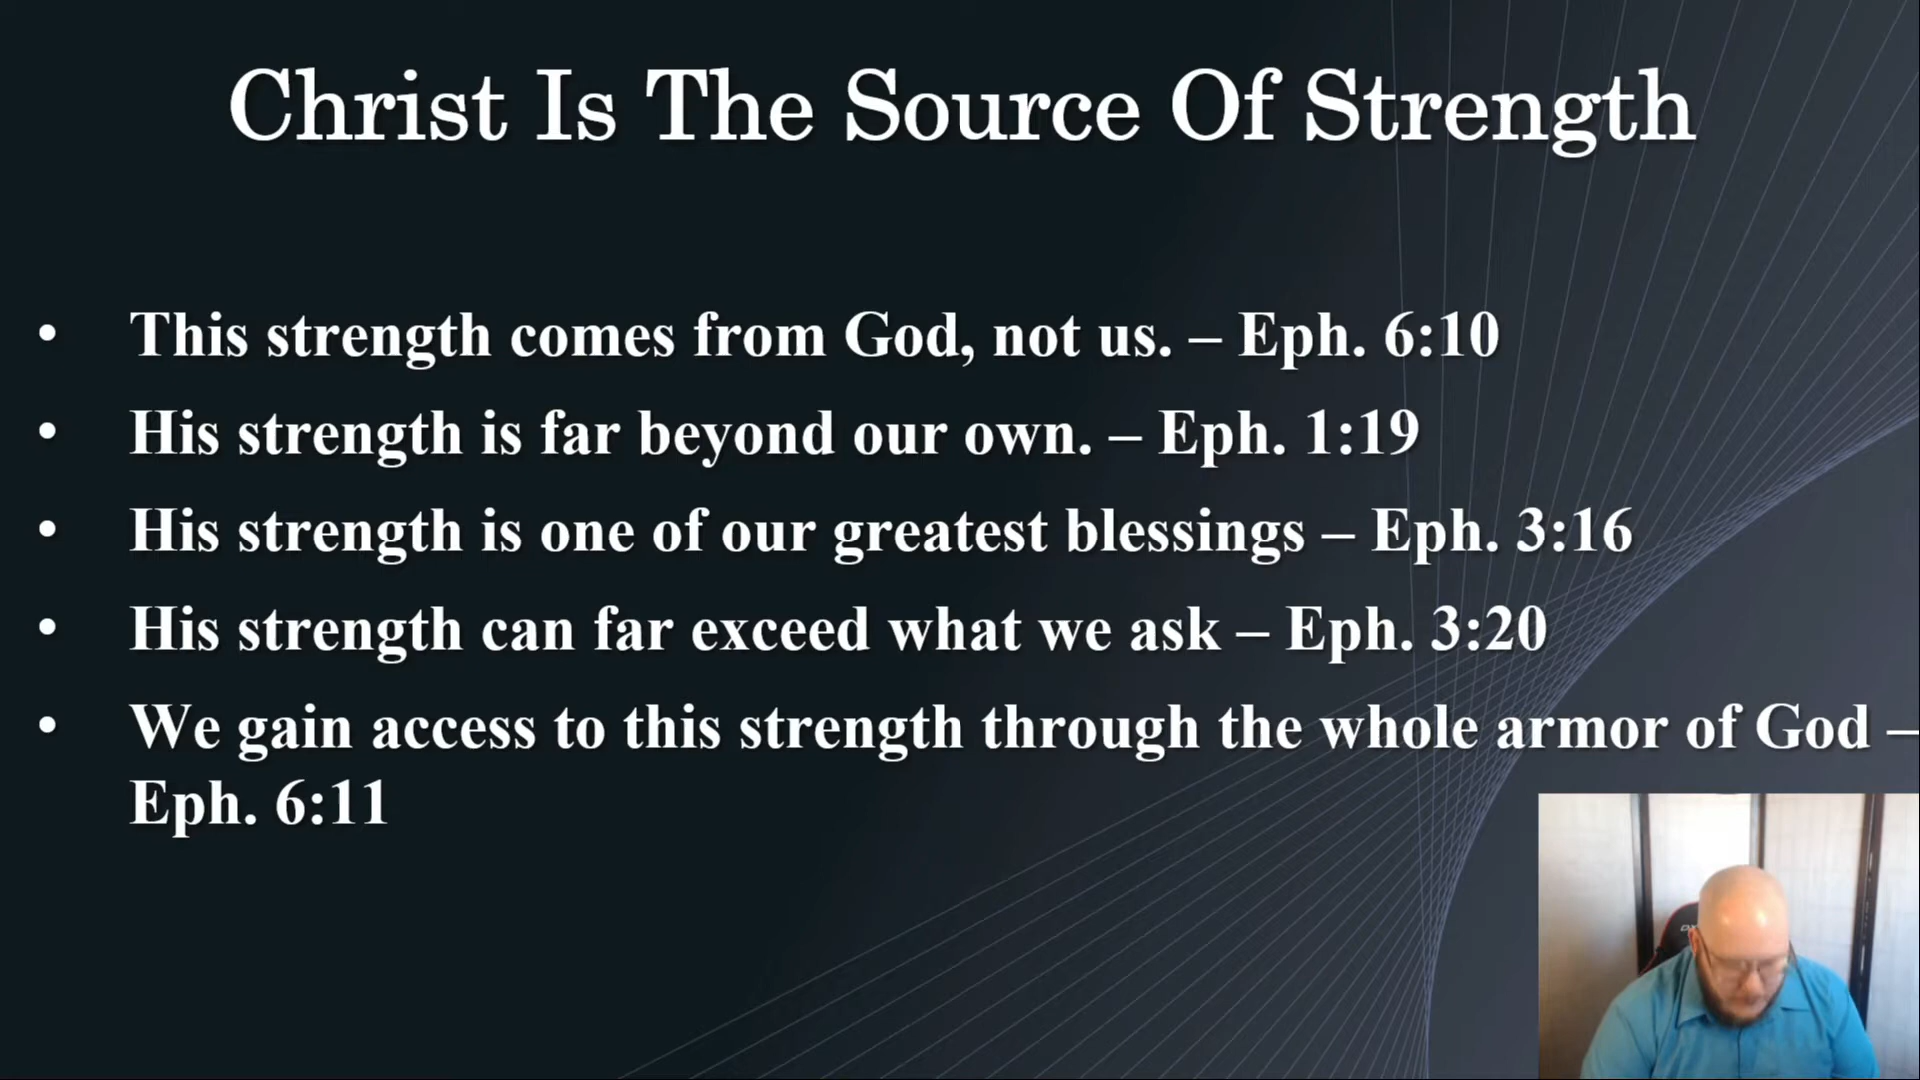 Christ Is The Source Of Strength
• This strength comes from God, not us. – Eph. 6:10
• His strength is far beyond our own. – Eph. 1:19
• His strength is one of our greatest blessings – Eph. 3:16
• His strength can far exceed what we ask – Eph. 3:20
• We gain access to this strength through the whole armor of God –
Eph. 6:11